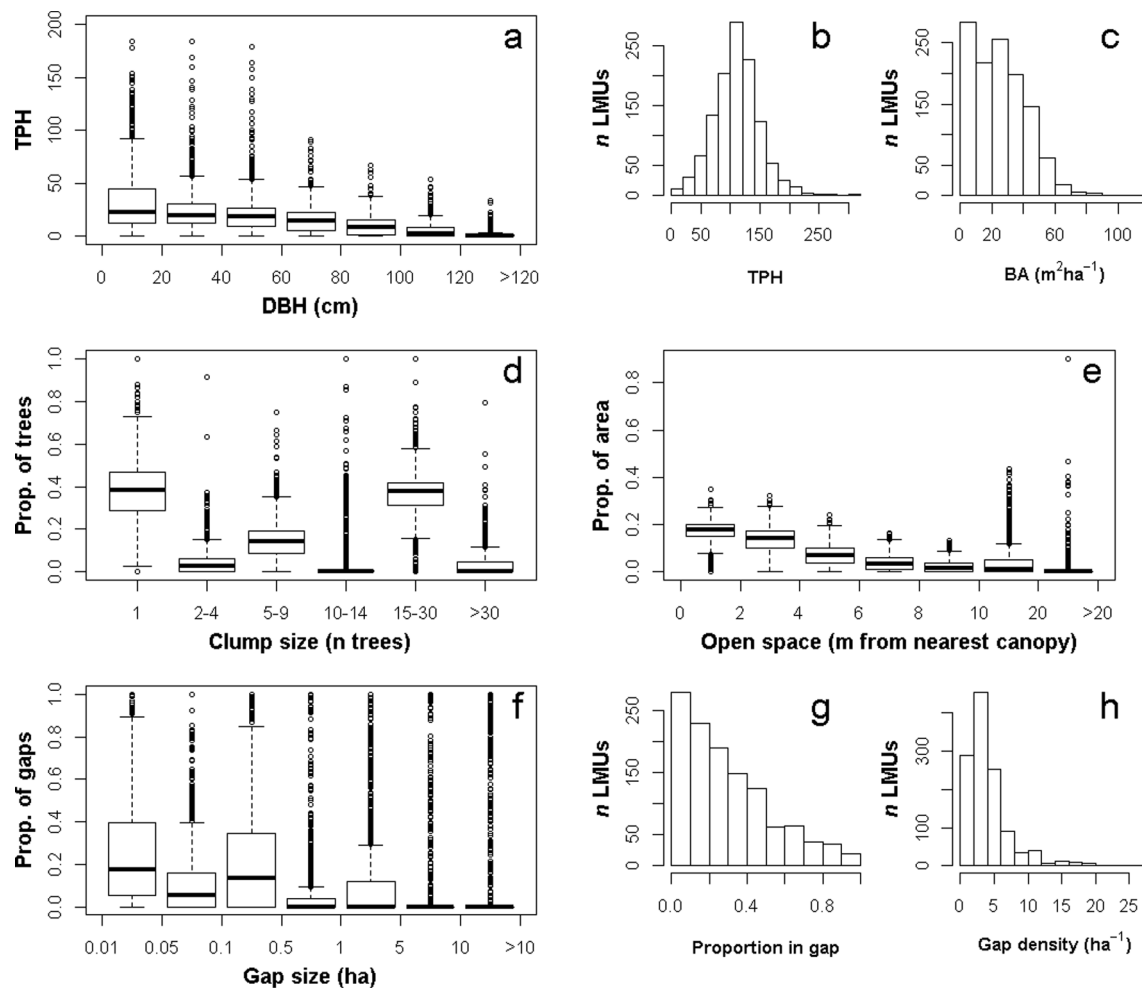 a
TPH
0 50 100 150 200
0 20 40 60 80 100 120 >120
DBH (cm)
b
n LMUs
0 50 150 250
0 50 150 250
TPH
c
n LMUs
0 50 150 250
0 20 60 100
BA (m²ha⁻¹)
d
Prop. of trees
0.0 0.2 0.4 0.6 0.8 1.0
1 2-4 5-9 10-14 15-30 >30
Clump size (n trees)
e
Prop. of area
0.0 0.2 0.4 0.6 0.8
0 2 4 6 8 10 20 >20
Open space (m from nearest canopy)
f
Prop. of gaps
0.0 0.2 0.4 0.6 0.8 1.0
0.01 0.05 0.1 0.5 1 5 10 >10
Gap size (ha)
g
n LMUs
0 50 150 250
0.0 0.4 0.8
Proportion in gap
h
n LMUs
0 100 300
0 5 10 15 20 25
Gap density (ha⁻¹)